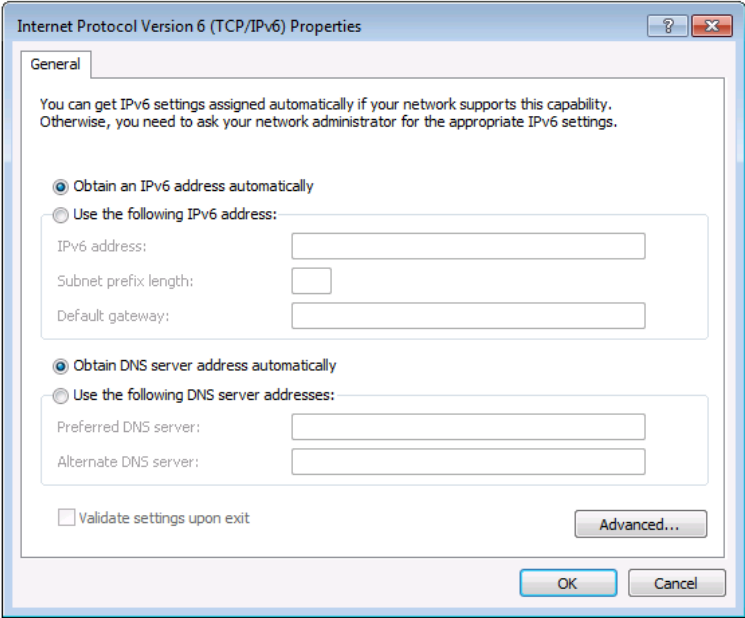 Internet Protocol Version 6 (TCP/IPv6) Properties
?
General
You can get IPv6 settings assigned automatically if your network supports this capability.
Otherwise, you need to ask your network administrator for the appropriate IPv6 settings.
Obtain an IPv6 address automatically
Use the following IPv6 address:
IPv6 address:
Subnet prefix length:
Default gateway:
Obtain DNS server address automatically
Use the following DNS server addresses:
Preferred DNS server:
Alternate DNS server:
Validate settings upon exit
Advanced...
OK
Cancel